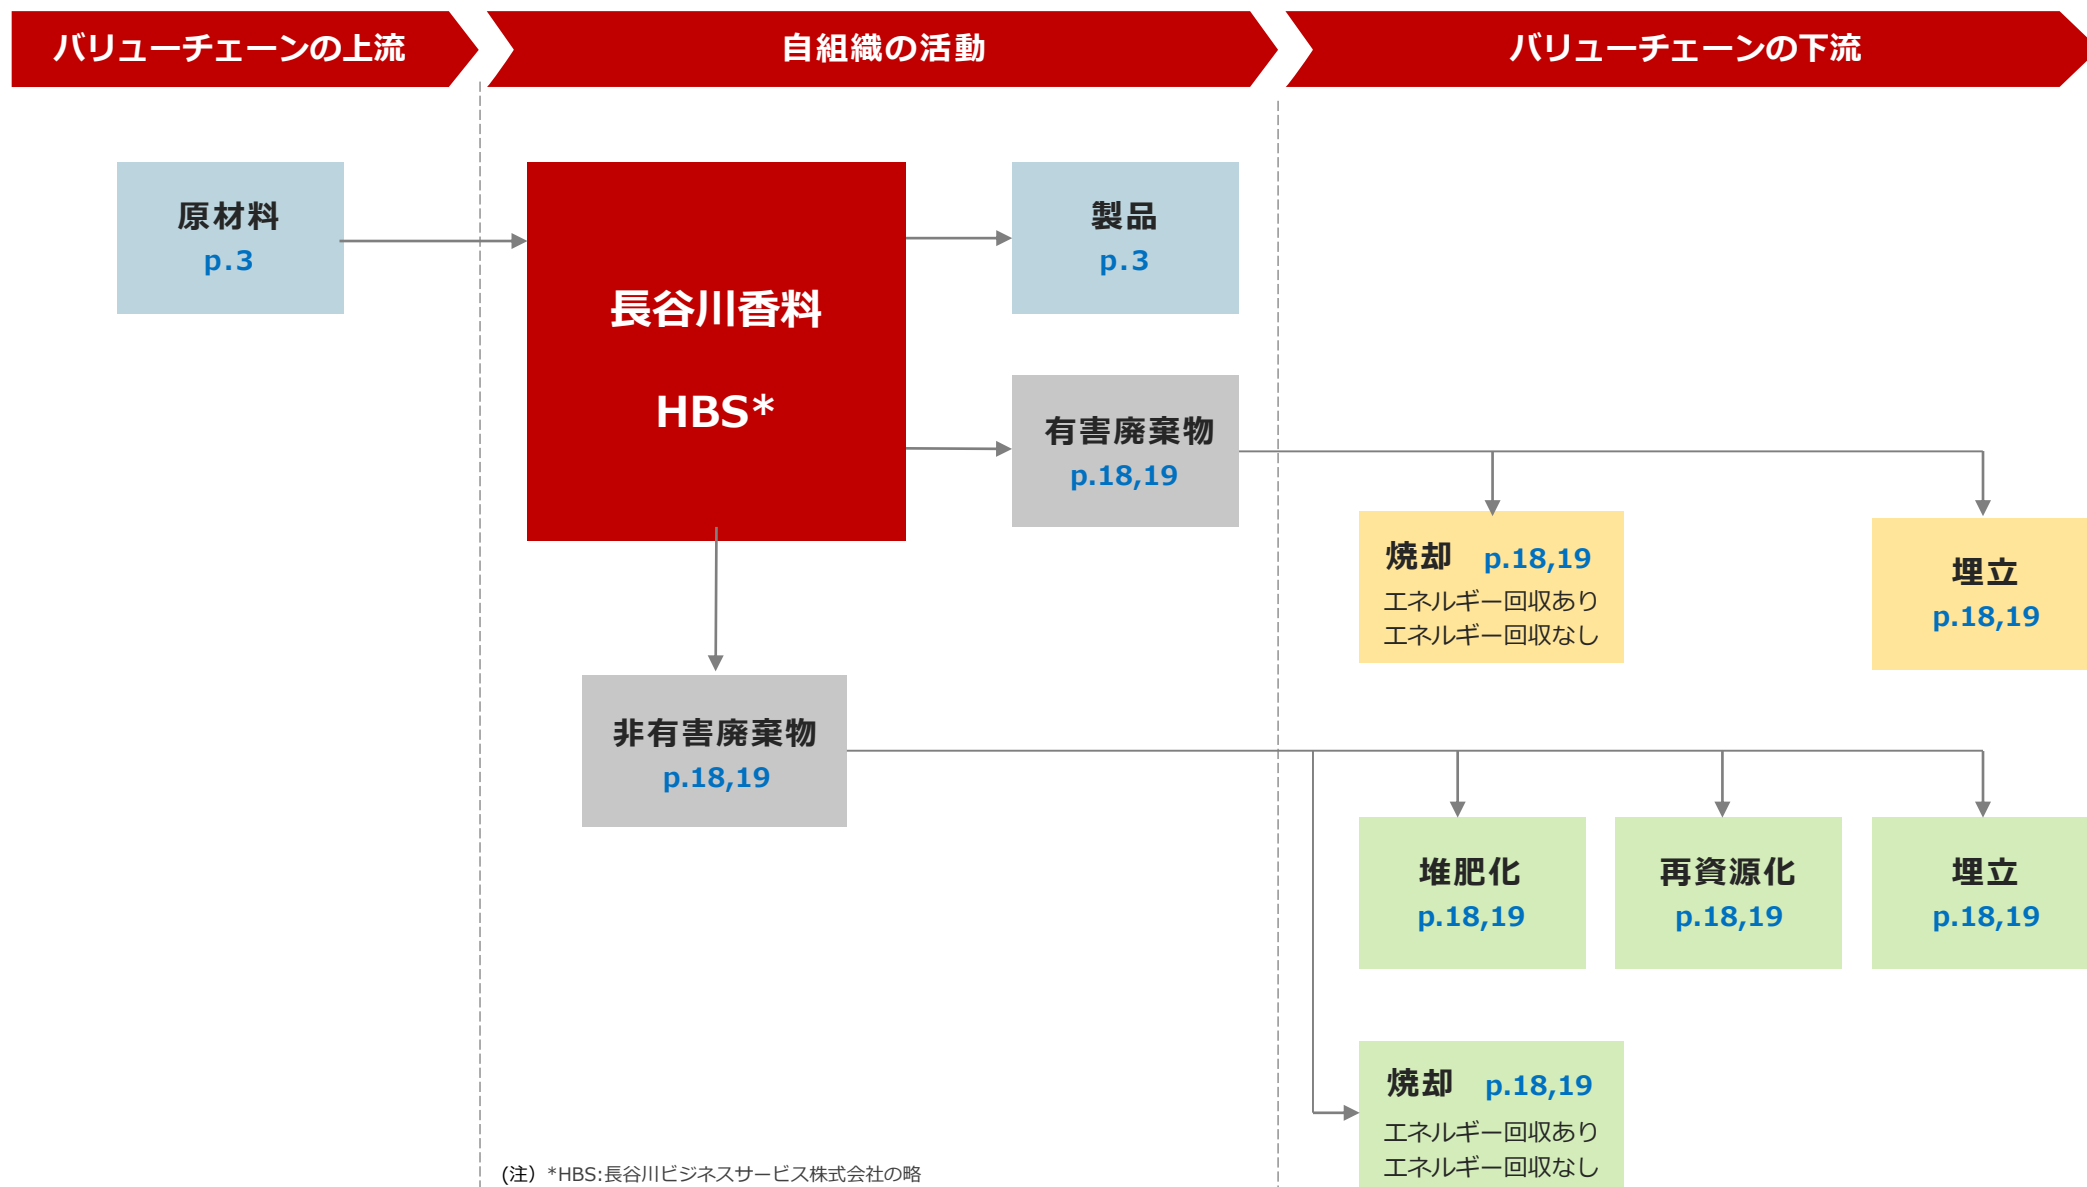 バリューチェーンの上流
自組織の活動
バリューチェーンの下流
原材料
p.3
長谷川香料
HBS*
製品
p.3
有害廃棄物
p.18,19
焼却 p.18,19
エネルギー回収あり
エネルギー回収なし
埋立
p.18,19
非有害廃棄物
p.18,19
堆肥化
p.18,19
再資源化
p.18,19
埋立
p.18,19
焼却 p.18,19
エネルギー回収あり
エネルギー回収なし
(注）*HBS:長谷川ビジネスサービス株式会社の略